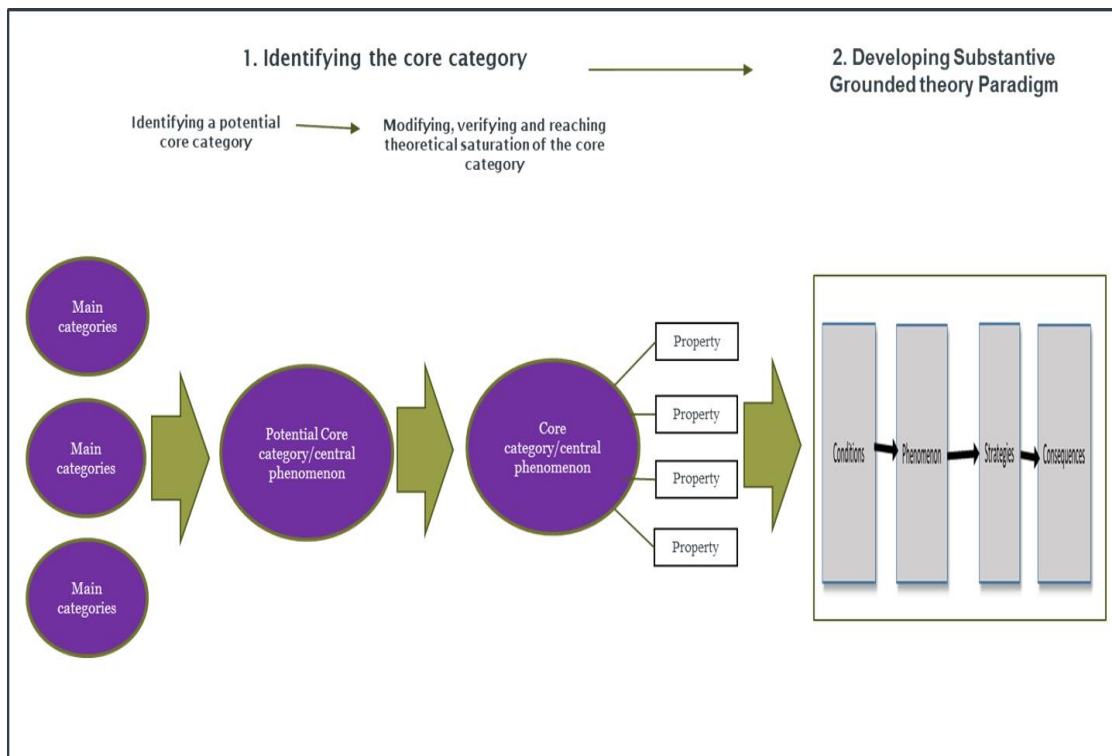 1. Identifying the core category
2. Developing Substantive
Grounded theory Paradigm
Identifying a potential
core category
Modifying, verifying and reaching
theoretical saturation of the core
category
Main
categories
Main
categories
Main
categories
Potential Core
category/central
phenomenon
Core
category/central
phenomenon
Property
Property
Property
Property
Conditions
Phenomenon
Strategies
Consequences